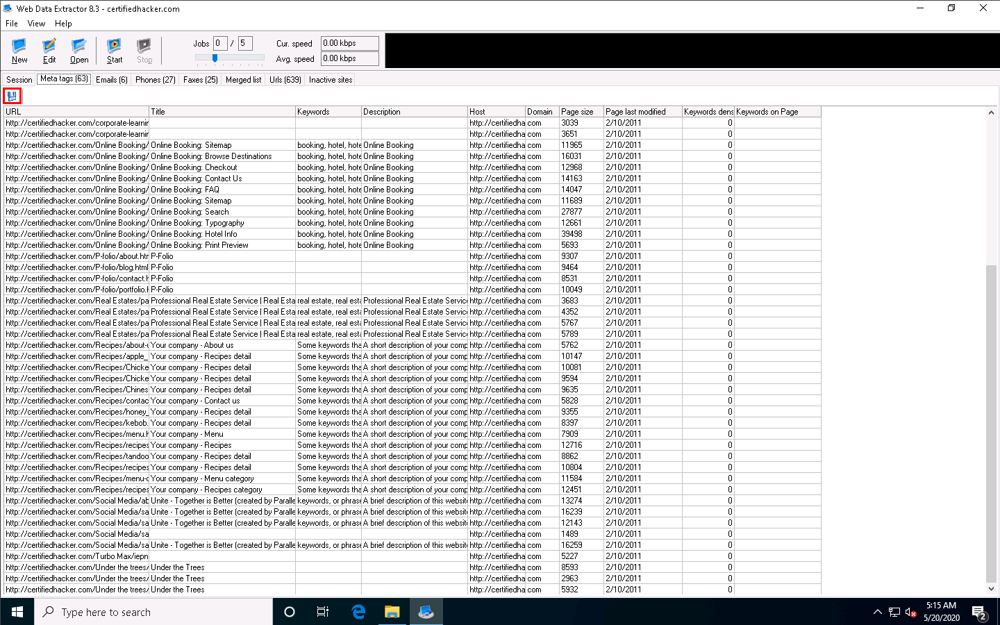 Web Data Extractor 8.3 - certifiedhacker.com
File View Help
New Edit Open Start Stop
Jobs 0 / 5 Cur. speed 0.00 kbps
Avg. speed 0.00 kbps
Session Meta tags (63) Emails (6) Phones (27) Faxes (25) Merged list Urls (639) Inactive sites
URL Title Keywords Description Host Domain Page size Page last modified Keywords dens Keywords on Page
http://certifiedhacker.com/corporate-learnin http://certifiedha com 3039 2/10/2011 0
http://certifiedhacker.com/corporate-learnin http://certifiedha com 3651 2/10/2011 0
http://certifiedhacker.com/Online Booking/ Online Booking: Sitemap booking, hotel, hote Online Booking http://certifiedha com 11965 2/10/2011 0
http://certifiedhacker.com/Online Booking/ Online Booking: Browse Destinations booking, hotel, hote Online Booking http://certifiedha com 16031 2/10/2011 0
http://certifiedhacker.com/Online Booking/ Online Booking: Checkout booking, hotel, hote Online Booking http://certifiedha com 12968 2/10/2011 0
http://certifiedhacker.com/Online Booking/ Online Booking: Contact Us booking, hotel, hote Online Booking http://certifiedha com 14163 2/10/2011 0
http://certifiedhacker.com/Online Booking/ Online Booking: FAQ booking, hotel, hote Online Booking http://certifiedha com 14047 2/10/2011 0
http://certifiedhacker.com/Online Booking/ Online Booking: Sitemap booking, hotel, hote Online Booking http://certifiedha com 11689 2/10/2011 0
http://certifiedhacker.com/Online Booking/ Online Booking: Search booking, hotel, hote Online Booking http://certifiedha com 27877 2/10/2011 0
http://certifiedhacker.com/Online Booking/ Online Booking: Typography booking, hotel, hote Online Booking http://certifiedha com 12661 2/10/2011 0
http://certifiedhacker.com/Online Booking/ Online Booking: Hotel Info booking, hotel, hote Online Booking http://certifiedha com 39498 2/10/2011 0
http://certifiedhacker.com/Online Booking/ Online Booking: Print Preview booking, hotel, hote Online Booking http://certifiedha com 5693 2/10/2011 0
http://certifiedhacker.com/P-folio/about.htm P-Folio http://certifiedha com 9307 2/10/2011 0
http://certifiedhacker.com/P-folio/blog.html P-Folio http://certifiedha com 9464 2/10/2011 0
http://certifiedhacker.com/P-folio/contact.h P-Folio http://certifiedha com 8531 2/10/2011 0
http://certifiedhacker.com/P-folio/portfolio.h P-Folio http://certifiedha com 10049 2/10/2011 0
http://certifiedhacker.com/Real Estates/pa Professional Real Estate Service | Real Esta real estate, real esta Professional Real Estate Service http://certifiedha com 3683 2/10/2011 0
http://certifiedhacker.com/Real Estates/pa Professional Real Estate Service | Real Esta real estate, real esta Professional Real Estate Service http://certifiedha com 4352 2/10/2011 0
http://certifiedhacker.com/Real Estates/pa Professional Real Estate Service | Real Esta real estate, real esta Professional Real Estate Service http://certifiedha com 5767 2/10/2011 0
http://certifiedhacker.com/Real Estates/pa Professional Real Estate Service | Real Esta real estate, real esta Professional Real Estate Service http://certifiedha com 5789 2/10/2011 0
http://certifiedhacker.com/Recipes/about-u Your company - About us Some keywords tha A short description of your comp http://certifiedha com 5762 2/10/2011 0
http://certifiedhacker.com/Recipes/apple_ Your company - Recipes detail Some keywords tha A short description of your comp http://certifiedha com 10147 2/10/2011 0
http://certifiedhacker.com/Recipes/Chicke Your company - Recipes detail Some keywords tha A short description of your comp http://certifiedha com 10081 2/10/2011 0
http://certifiedhacker.com/Recipes/Chicke Your company - Recipes detail Some keywords tha A short description of your comp http://certifiedha com 9594 2/10/2011 0
http://certifiedhacker.com/Recipes/Chines Your company - Recipes detail Some keywords tha A short description of your comp http://certifiedha com 9635 2/10/2011 0
http://certifiedhacker.com/Recipes/contac Your company - Contact us Some keywords tha A short description of your comp http://certifiedha com 5828 2/10/2011 0
http://certifiedhacker.com/Recipes/honey_ Your company - Recipes detail Some keywords tha A short description of your comp http://certifiedha com 9355 2/10/2011 0
http://certifiedhacker.com/Recipes/kebob. Your company - Recipes detail Some keywords tha A short description of your comp http://certifiedha com 8397 2/10/2011 0
http://certifiedhacker.com/Recipes/menu.h Your company - Menu Some keywords tha A short description of your comp http://certifiedha com 7909 2/10/2011 0
http://certifiedhacker.com/Recipes/recipes Your company - Recipes Some keywords tha A short description of your comp http://certifiedha com 12716 2/10/2011 0
http://certifiedhacker.com/Recipes/tandoo Your company - Recipes detail Some keywords tha A short description of your comp http://certifiedha com 8862 2/10/2011 0
http://certifiedhacker.com/Recipes/recipes Your company - Recipes detail Some keywords tha A short description of your comp http://certifiedha com 10804 2/10/2011 0
http://certifiedhacker.com/Recipes/menu-c Your company - Menu category Some keywords tha A short description of your comp http://certifiedha com 11584 2/10/2011 0
http://certifiedhacker.com/Recipes/recipes Your company - Recipes category Some keywords tha A short description of your comp http://certifiedha com 12451 2/10/2011 0
http://certifiedhacker.com/Social Media/ab Unite - Together is Better (created by Paralle keywords, or phrase A brief description of this website http://certifiedha com 13274 2/10/2011 0
http://certifiedhacker.com/Social Media/sa Unite - Together is Better (created by Paralle keywords, or phrase A brief description of this website http://certifiedha com 16239 2/10/2011 0
http://certifiedhacker.com/Social Media/sa Unite - Together is Better (created by Paralle keywords, or phrase A brief description of this website http://certifiedha com 12143 2/10/2011 0
http://certifiedhacker.com/Social Media/sa http://certifiedha com 1489 2/10/2011 0
http://certifiedhacker.com/Social Media/sa Unite - Together is Better (created by Paralle keywords, or phrase A brief description of this website http://certifiedha com 16259 2/10/2011 0
http://certifiedhacker.com/Turbo Max/iepn http://certifiedha com 5227 2/10/2011 0
http://certifiedhacker.com/Under the trees/ Under the Trees http://certifiedha com 8593 2/10/2011 0
http://certifiedhacker.com/Under the trees/ Under the Trees http://certifiedha com 2963 2/10/2011 0
http://certifiedhacker.com/Under the trees/ Under the Trees http://certifiedha com 5932 2/10/2011 0
Type here to search
5:15 AM
5/20/2020
2